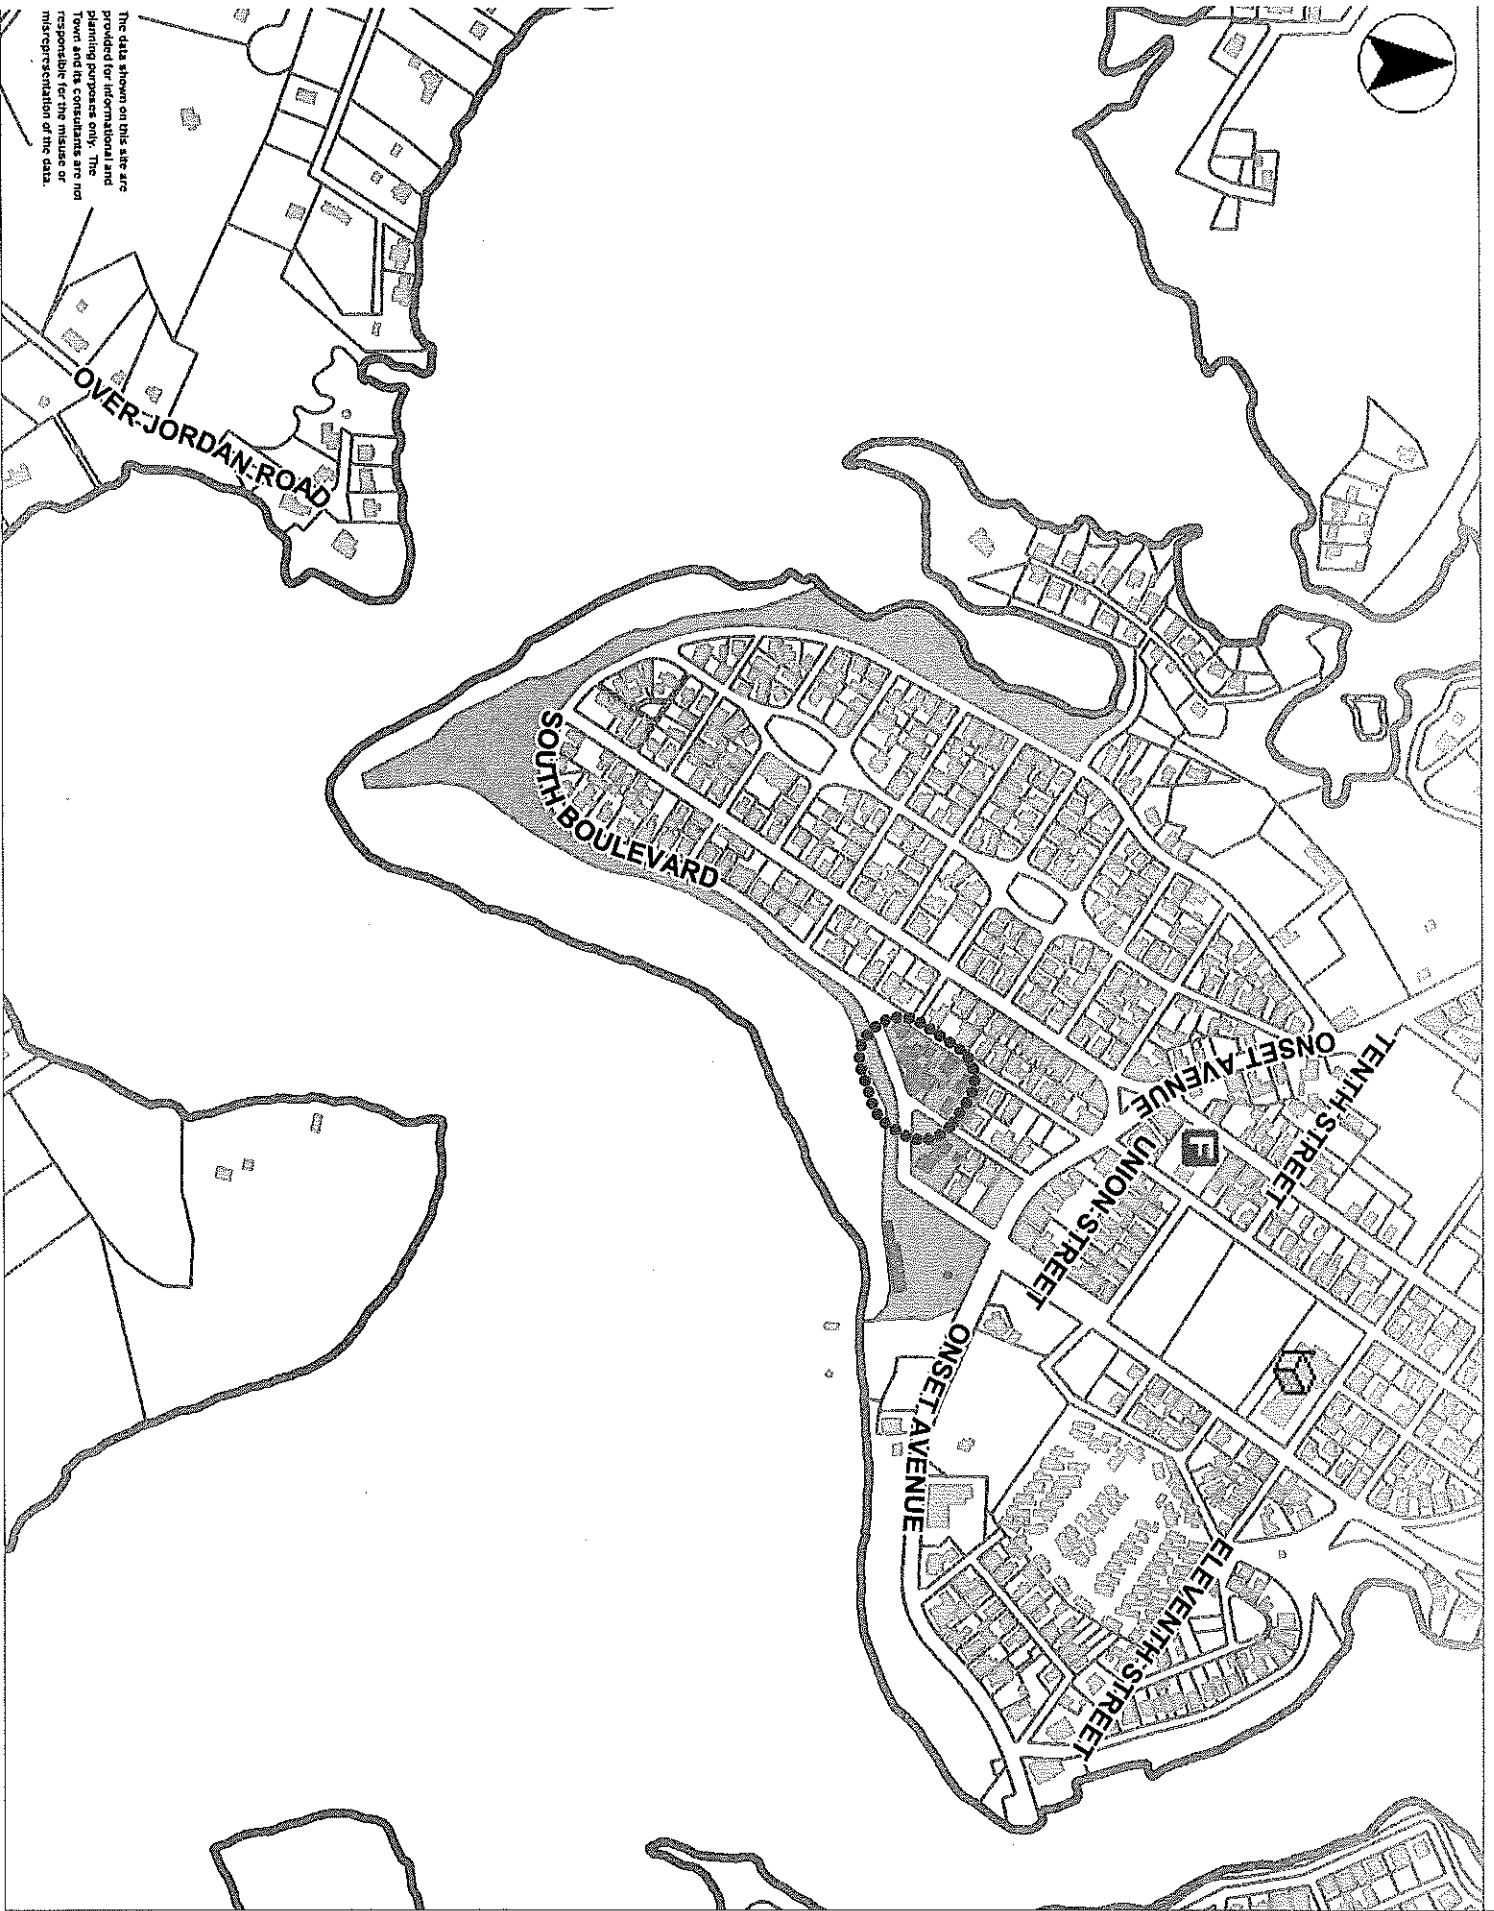 The data shown on this site are
provided for informational and
planning purposes only. The
Town and its consultants are not
responsible for the misuse or
misrepresentation of the data.
TENTH STREET
ONSET AVENUE
F
UNION STREET
ONSET AVENUE
ELEVENTH STREET
SOUTH BOULEVARD
OVER JORDAN ROAD